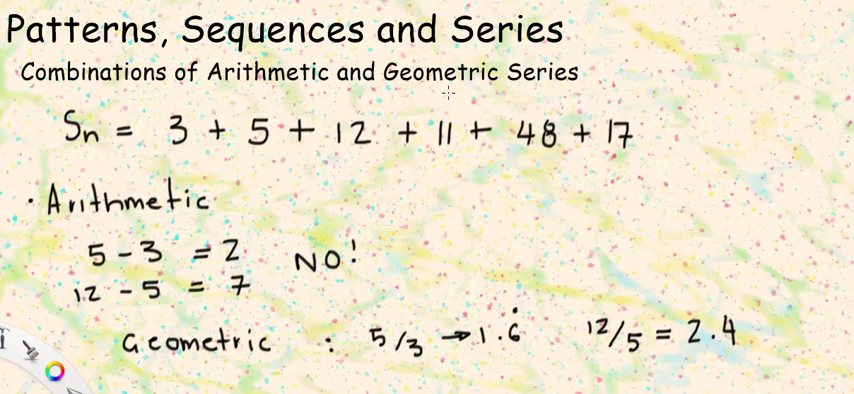 Patterns, Sequences and Series
Combinations of Arithmetic and Geometric Series
Sn = 3 + 5 + 12 + 11 + 48 + 17
· Arithmetic
5 - 3 = 2 NO!
12 - 5 = 7
Geometric : 5/3 → 1.6̇ 12/5 = 2.4